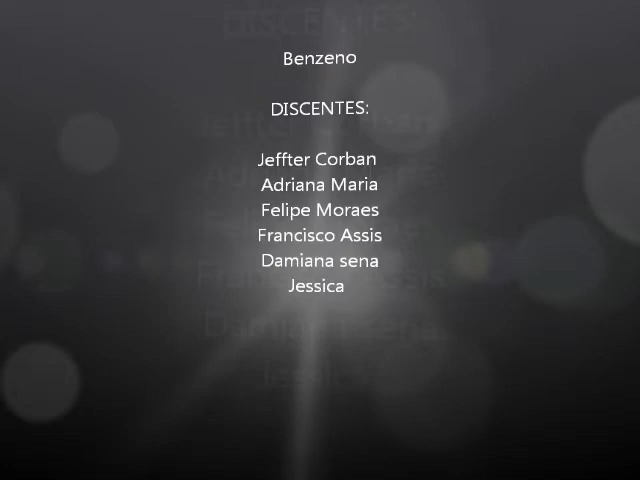 Benzeno
DISCENTES:
Jeffter Corban
Adriana Maria
Felipe Moraes
Francisco Assis
Damiana sena
Jessica